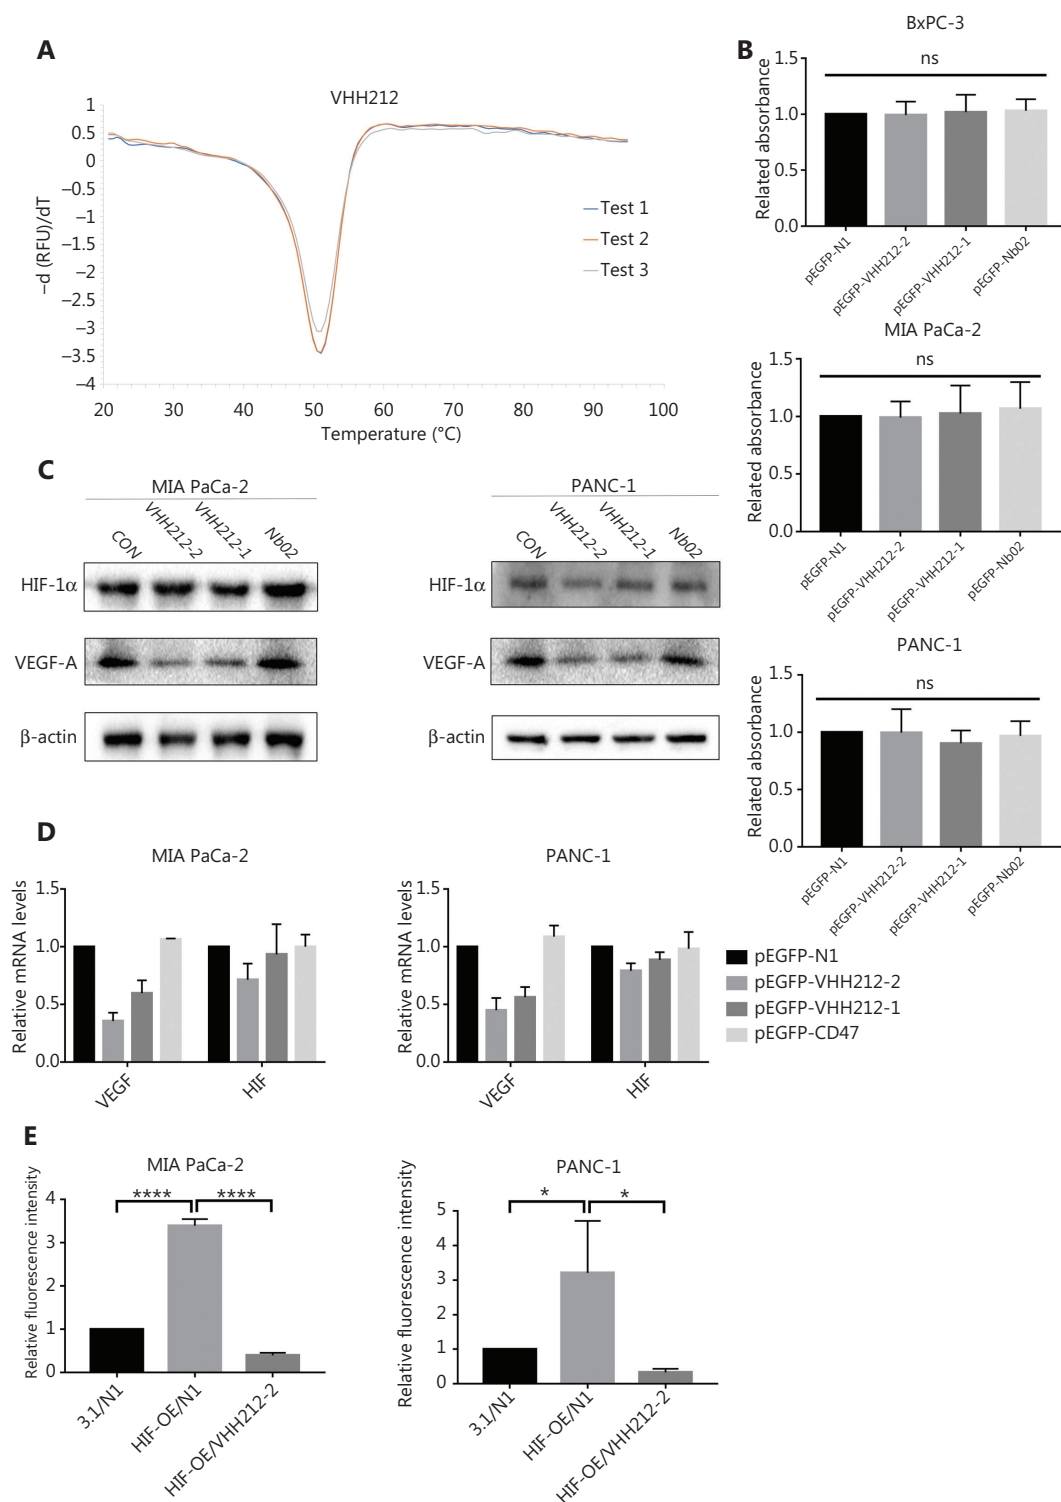 A
VHH212
1
0.5
0
–0.5
–1
–1.5
–2
–2.5
–3
–3.5
–4
–d (RFU)/dT
20 30 40 50 60 70 80 90 100
Temperature (°C)
Test 1
Test 2
Test 3
B
BxPC-3
ns
1.5
1.0
0.5
0.0
Related absorbance
pEGFP-N1
pEGFP-VHH212-2
pEGFP-VHH212-1
pEGFP-Nb02
MIA PaCa-2
ns
1.5
1.0
0.5
0.0
Related absorbance
pEGFP-N1
pEGFP-VHH212-2
pEGFP-VHH212-1
pEGFP-Nb02
PANC-1
ns
1.5
1.0
0.5
0.0
Related absorbance
pEGFP-N1
pEGFP-VHH212-2
pEGFP-VHH212-1
pEGFP-Nb02
C
MIA PaCa-2
CON VHH212-2 VHH212-1 Nb02
HIF-1α
VEGF-A
β-actin
PANC-1
CON VHH212-2 VHH212-1 Nb02
HIF-1α
VEGF-A
β-actin
D
MIA PaCa-2
1.5
1.0
0.5
0.0
Relative mRNA levels
VEGF HIF
PANC-1
1.5
1.0
0.5
0.0
Relative mRNA levels
VEGF HIF
pEGFP-N1
pEGFP-VHH212-2
pEGFP-VHH212-1
pEGFP-CD47
E
MIA PaCa-2
**** ****
4
3
2
1
0
Relative fluorescence intensity
3.1/N1
HIF-OE/N1
HIF-OE/VHH212-2
PANC-1
* *
5
4
3
2
1
0
Relative fluorescence intensity
3.1/N1
HIF-OE/N1
HIF-OE/VHH212-2